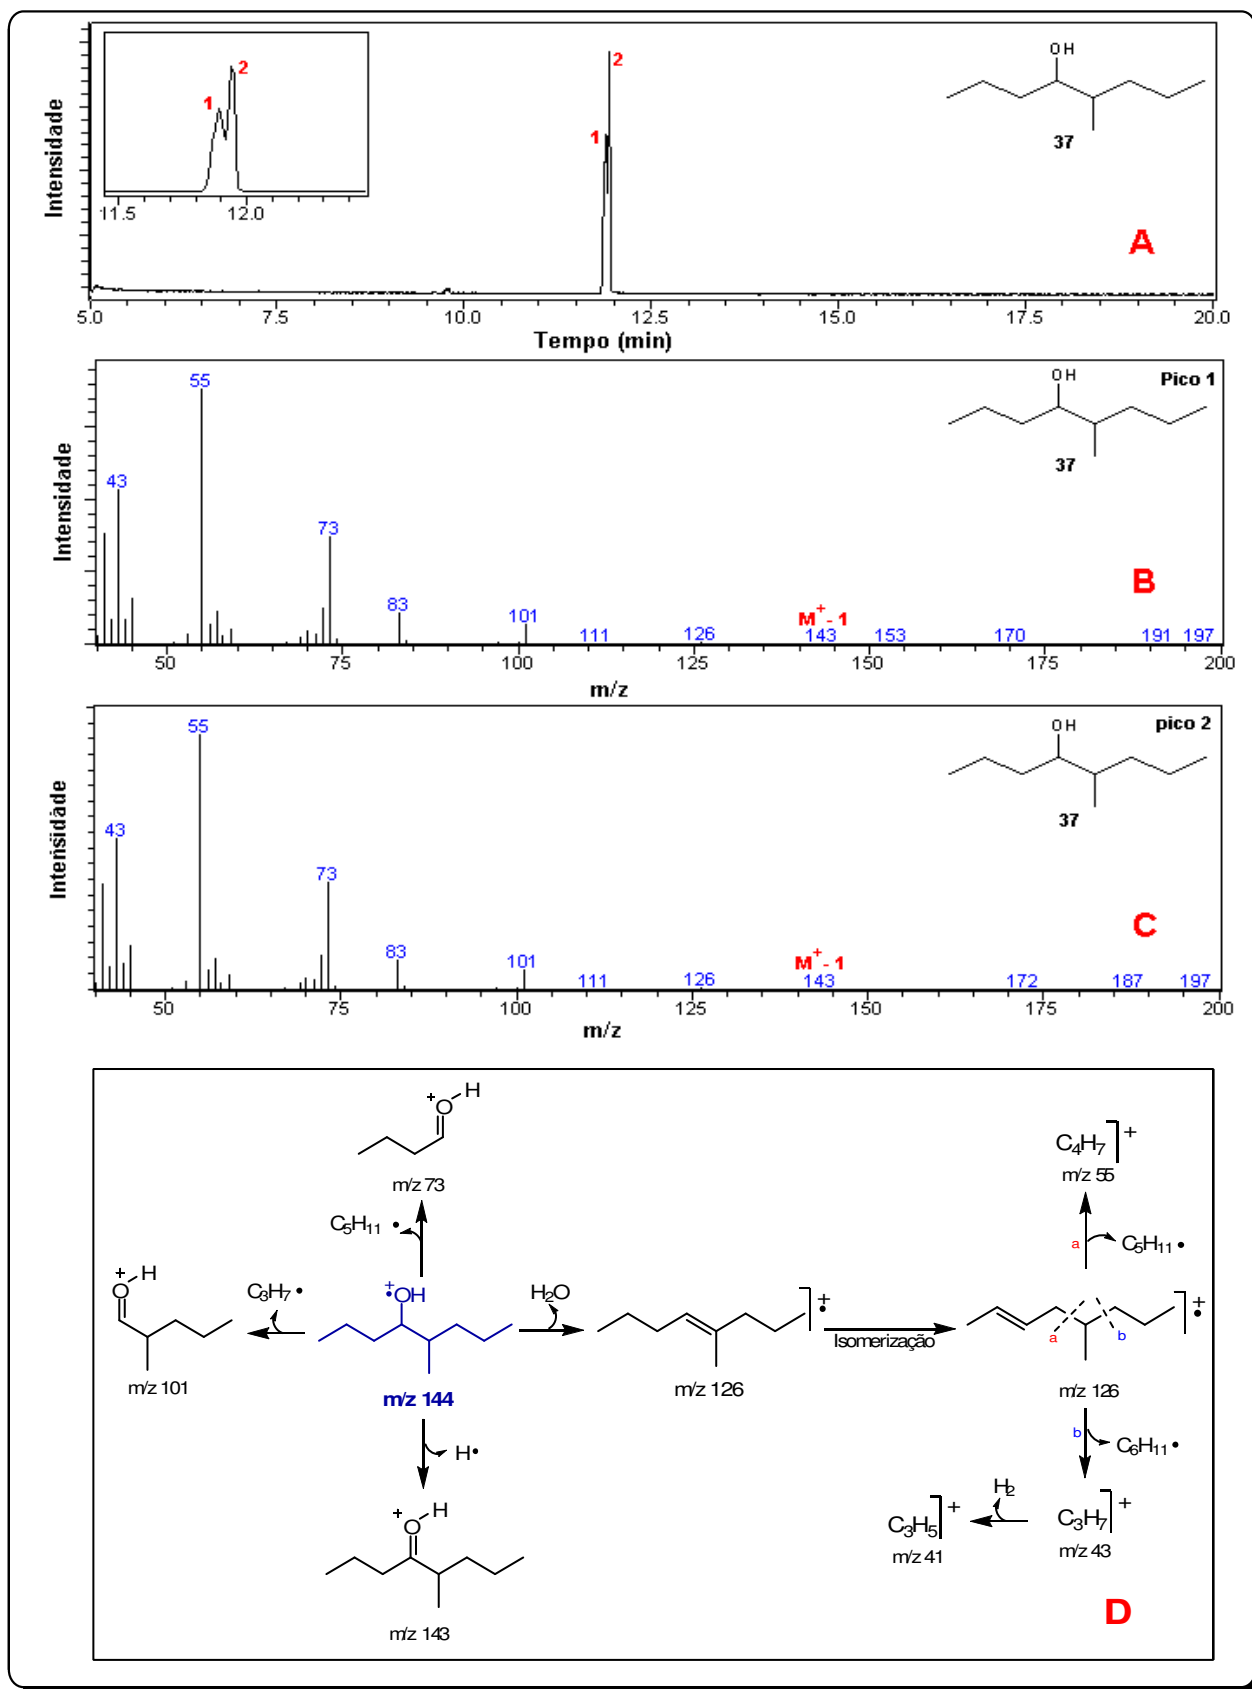 Intensidade
1
2
11.5
12.0
1
2
OH
37
A
5.0
7.5
10.0
12.5
15.0
17.5
20.0
Tempo (min)
Pico 1
Intensidade
43
55
73
83
101
111
126
M⁺- 1
143
153
170
191
197
OH
37
B
50
75
100
125
150
175
200
m/z
pico 2
Intensidade
43
55
73
83
101
111
126
M⁺- 1
143
172
187
197
OH
37
C
50
75
100
125
150
175
200
m/z
+
O
H
m/z 73
C₅H₁₁ •
+
O
H
m/z 101
C₃H₇ •
+
•OH
m/z 144
H₂O
+
•
m/z 126
Isomerização
a
b
+
•
m/z 126
C₄H₇ +
m/z 55
a
C₅H₁₁ •
b
C₆H₁₁ •
C₃H₇ +
m/z 43
H₂
C₃H₅ +
m/z 41
H •
+
O
H
m/z 143
D